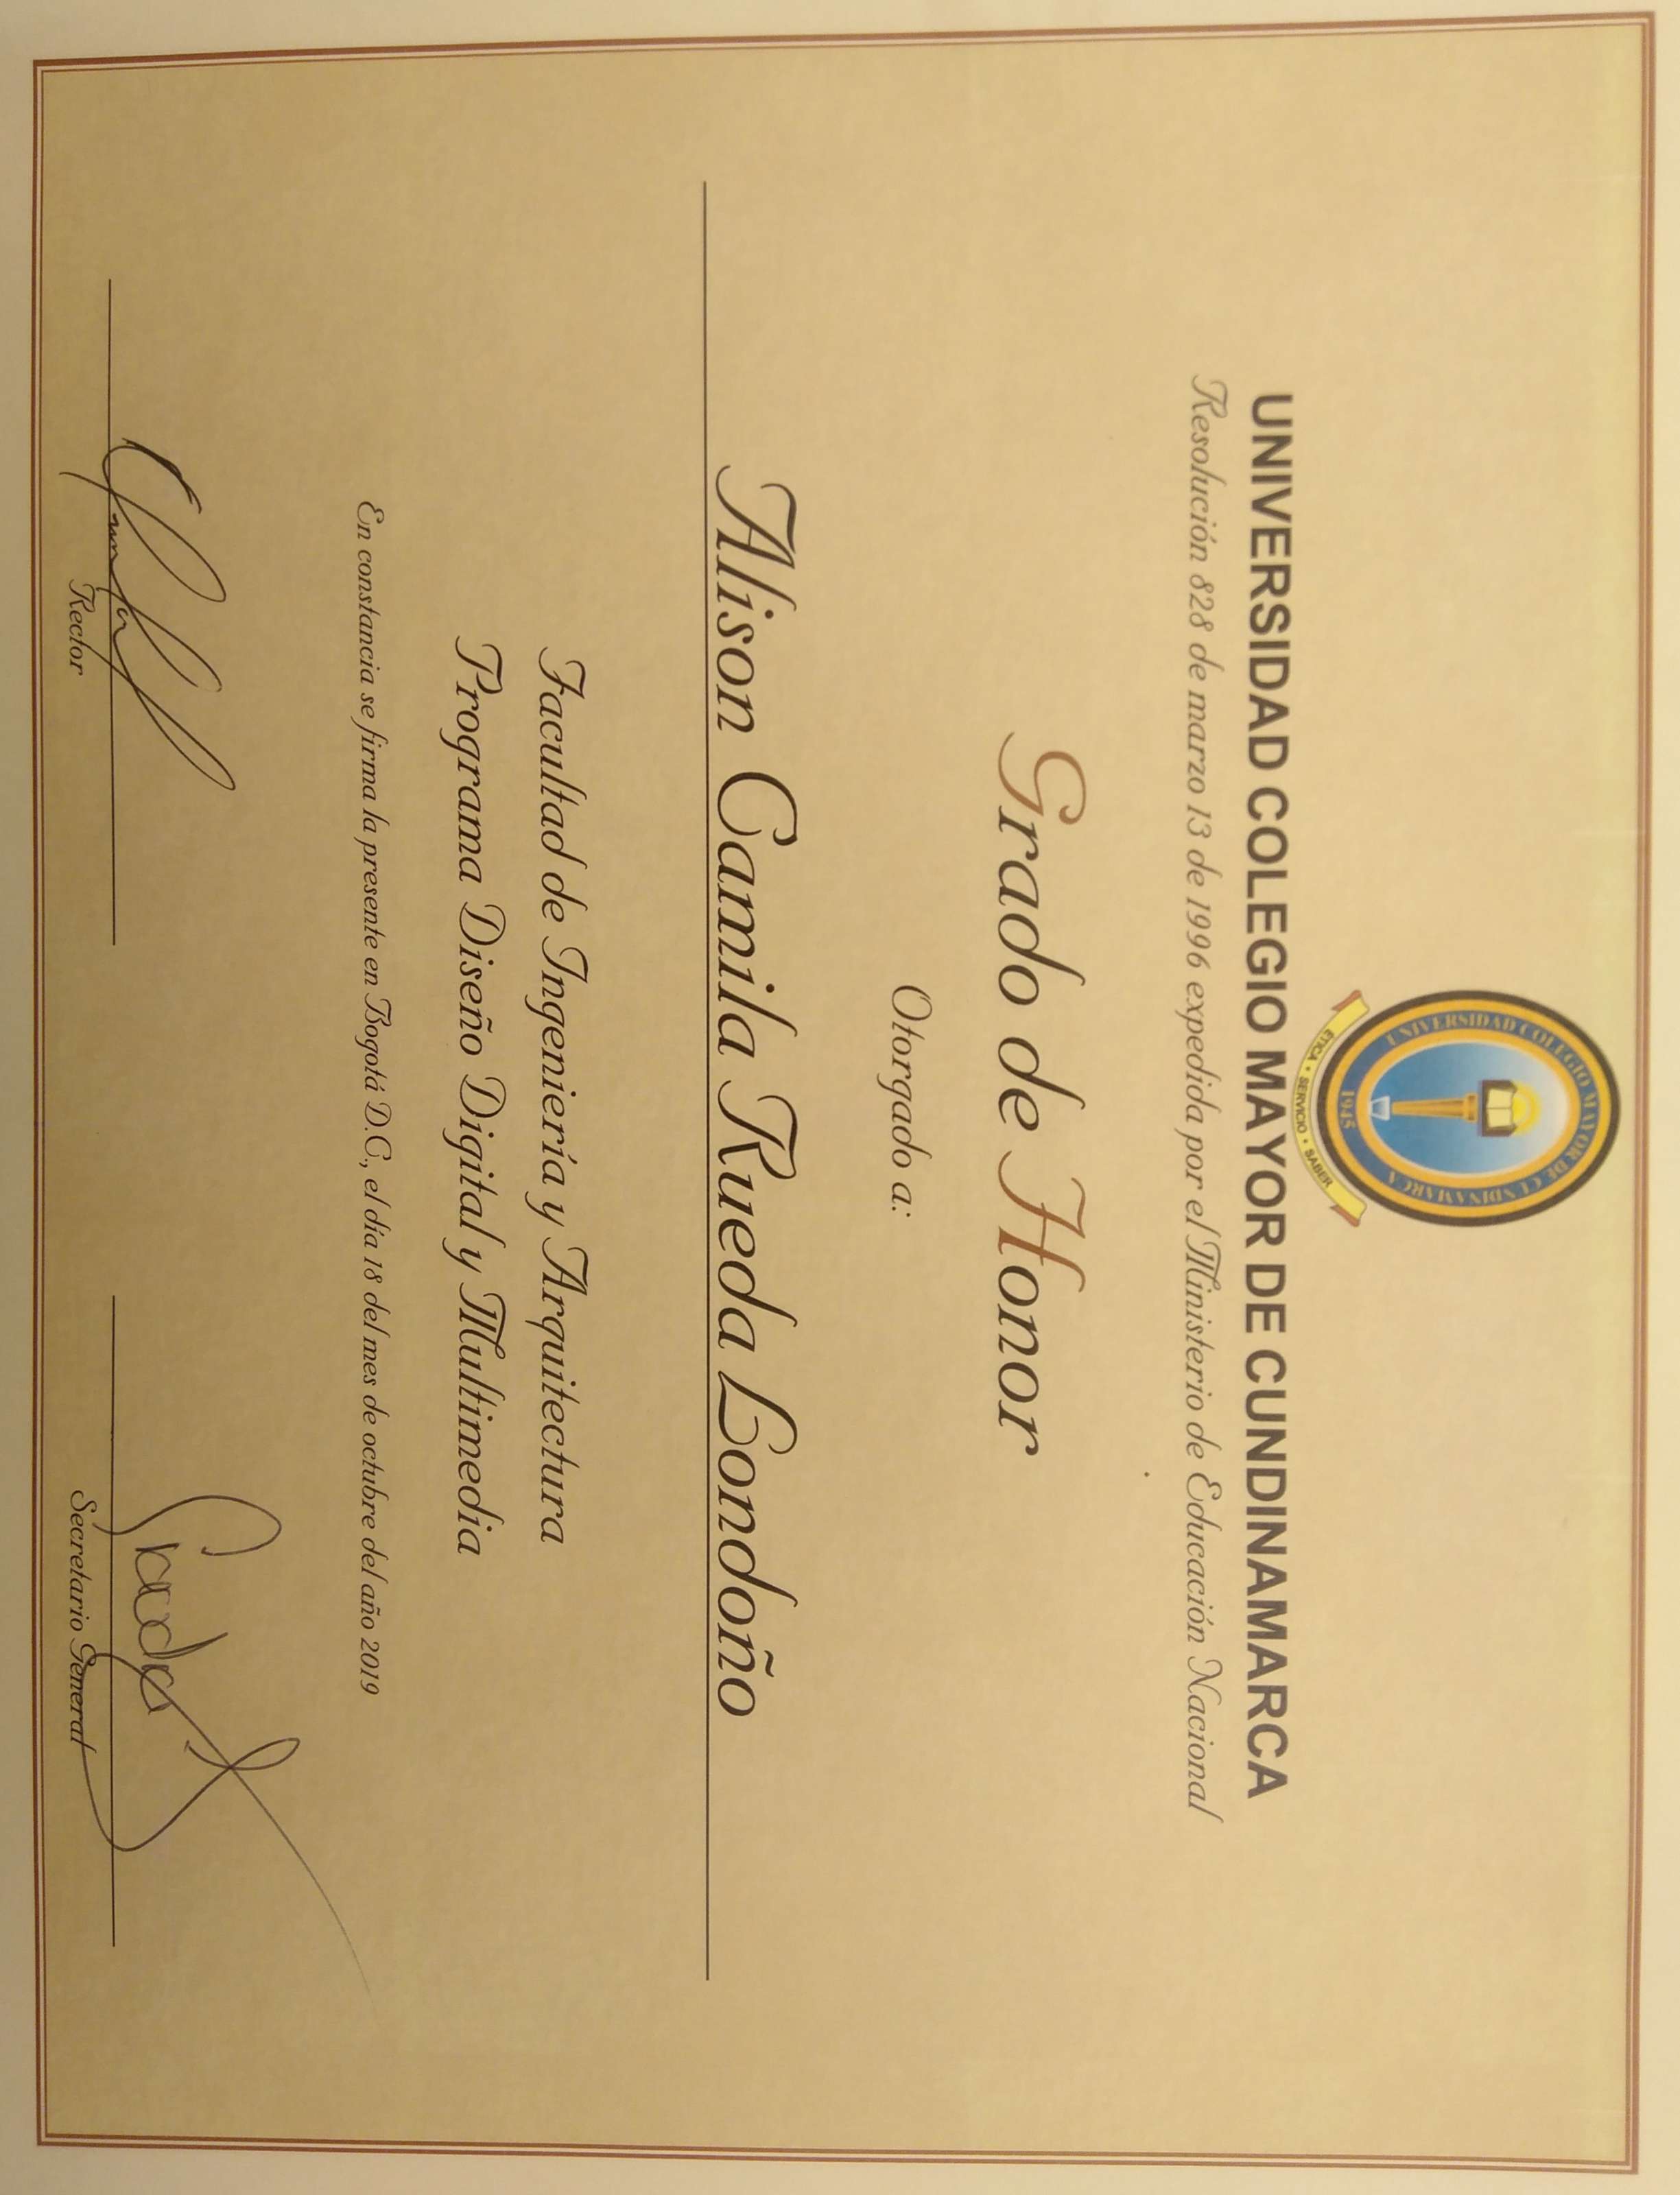 UNIVERSIDAD COLEGIO MAYOR DE CUNDINAMARCA
1945
ÉTICA • SERVICIO • SABER
UNIVERSIDAD COLEGIO MAYOR DE CUNDINAMARCA
Resolución 828 de marzo 13 de 1996 expedida por el Ministerio de Educación Nacional
Grado de Honor
Otorgado a:
Alison Camila Rueda Londoño
Facultad de Ingeniería y Arquitectura
Programa Diseño Digital y Multimedia
En constancia se firma la presente en Bogotá D.C., el día 18 del mes de octubre del año 2019
Rector
Secretario General